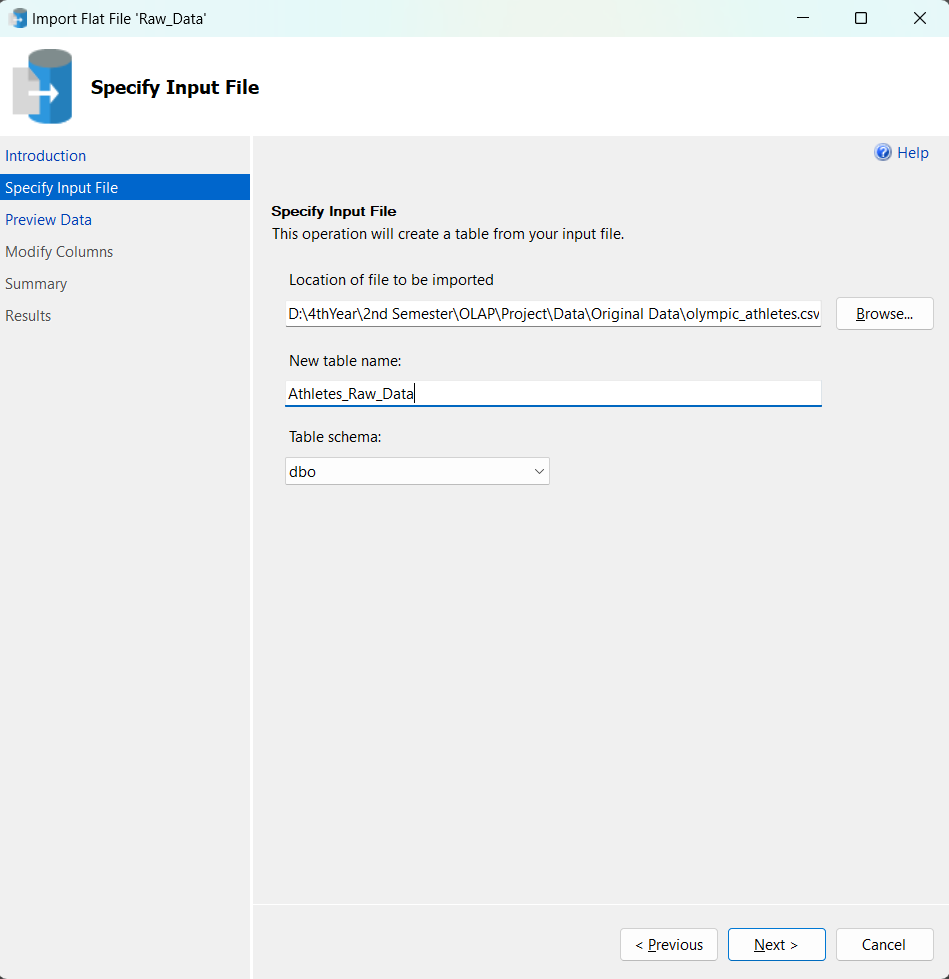 Import Flat File 'Raw_Data'
Specify Input File
Introduction
Specify Input File
Preview Data
Modify Columns
Summary
Results
Help
Specify Input File
This operation will create a table from your input file.
Location of file to be imported
D:\4thYear\2nd Semester\OLAP\Project\Data\Original Data\olympic_athletes.csv
Browse...
New table name:
Athletes_Raw_Data
Table schema:
dbo
< Previous
Next >
Cancel